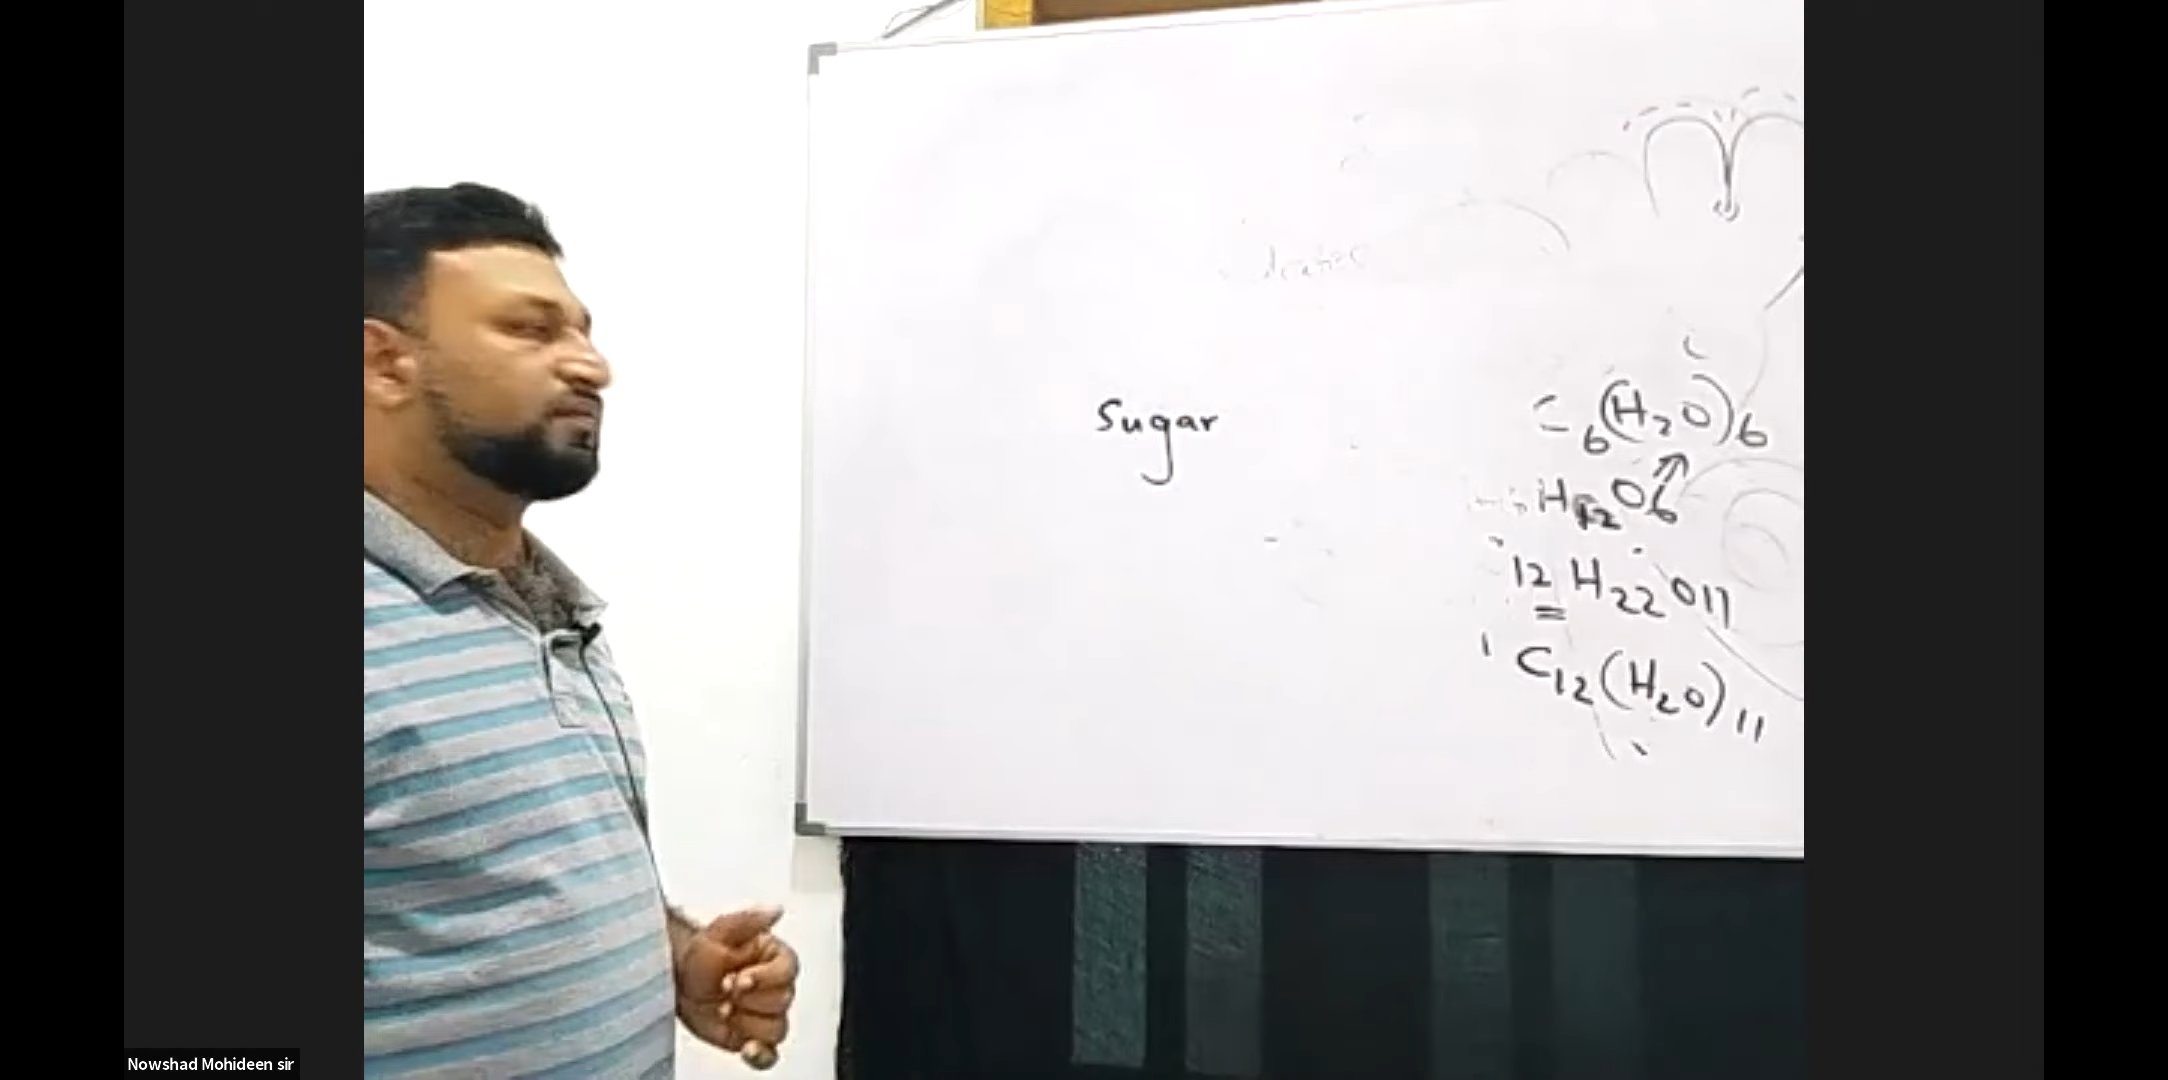 Sugar
C6(H2O)6
H12O6
12H22O11
C12(H2O)11
Nowshad Mohideen sir